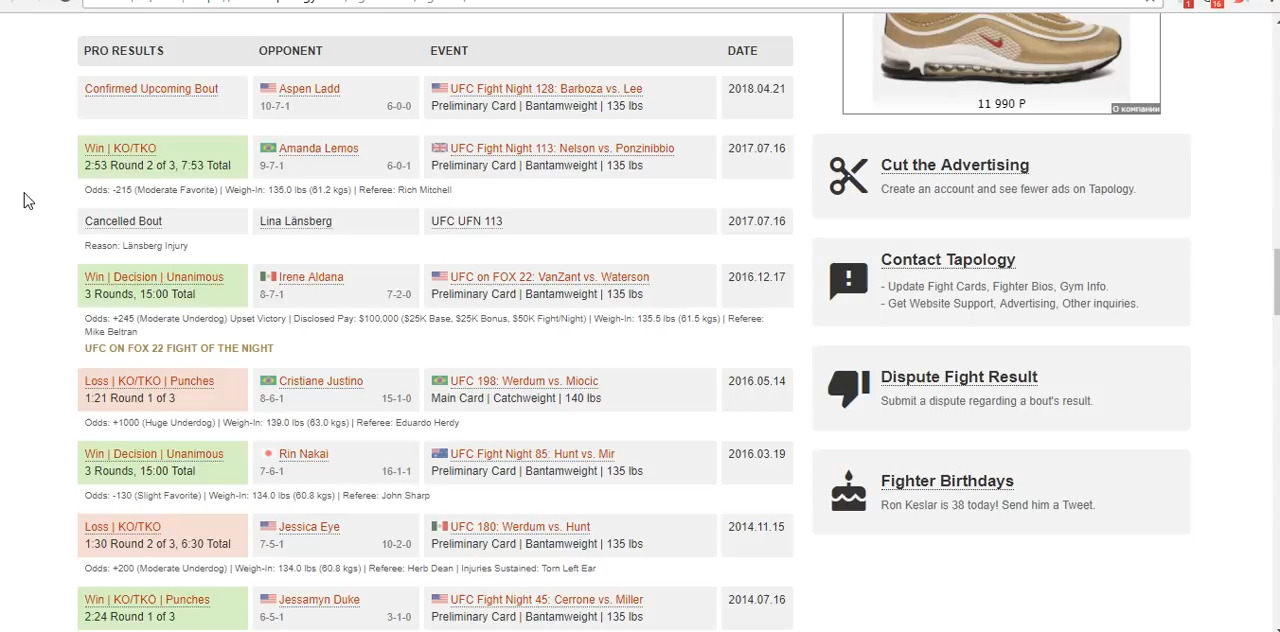 PRO RESULTS OPPONENT EVENT DATE
Confirmed Upcoming Bout Aspen Ladd UFC Fight Night 128: Barboza vs. Lee 2018.04.21
10-7-1 6-0-0 Preliminary Card | Bantamweight | 135 lbs
Win | KO/TKO Amanda Lemos UFC Fight Night 113: Nelson vs. Ponzinibbio 2017.07.16
2:53 Round 2 of 3, 7:53 Total 9-7-1 6-0-1 Preliminary Card | Bantamweight | 135 lbs
Odds: -215 (Moderate Favorite) | Weigh-In: 135.0 lbs (61.2 kgs) | Referee: Rich Mitchell
Cancelled Bout Lina Länsberg UFC UFN 113 2017.07.16
Reason: Länsberg Injury
Win | Decision | Unanimous Irene Aldana UFC on FOX 22: VanZant vs. Waterson 2016.12.17
3 Rounds, 15:00 Total 8-7-1 7-2-0 Preliminary Card | Bantamweight | 135 lbs
Odds: +245 (Moderate Underdog) Upset Victory | Disclosed Pay: $100,000 ($25K Base, $25K Bonus, $50K Fight/Night) | Weigh-In: 135.5 lbs (61.5 kgs) | Referee:
Mike Beltran
UFC ON FOX 22 FIGHT OF THE NIGHT
Loss | KO/TKO | Punches Cristiane Justino UFC 198: Werdum vs. Miocic 2016.05.14
1:21 Round 1 of 3 8-6-1 15-1-0 Main Card | Catchweight | 140 lbs
Odds: +1000 (Huge Underdog) | Weigh-In: 139.0 lbs (63.0 kgs) | Referee: Eduardo Herdy
Win | Decision | Unanimous Rin Nakai UFC Fight Night 85: Hunt vs. Mir 2016.03.19
3 Rounds, 15:00 Total 7-6-1 16-1-1 Preliminary Card | Bantamweight | 135 lbs
Odds: -130 (Slight Favorite) | Weigh-In: 134.0 lbs (60.8 kgs) | Referee: John Sharp
Loss | KO/TKO Jessica Eye UFC 180: Werdum vs. Hunt 2014.11.15
1:30 Round 2 of 3, 6:30 Total 7-5-1 10-2-0 Preliminary Card | Bantamweight | 135 lbs
Odds: +200 (Moderate Underdog) | Weigh-In: 134.0 lbs (60.8 kgs) | Referee: Herb Dean | Injuries Sustained: Torn Left Ear
Win | KO/TKO | Punches Jessamyn Duke UFC Fight Night 45: Cerrone vs. Miller 2014.07.16
2:24 Round 1 of 3 6-5-1 3-1-0 Preliminary Card | Bantamweight | 135 lbs
1
16
11 990 Р
О компании
Cut the Advertising
Create an account and see fewer ads on Tapology.
Contact Tapology
- Update Fight Cards, Fighter Bios, Gym Info.
- Get Website Support, Advertising, Other inquiries.
Dispute Fight Result
Submit a dispute regarding a bout's result.
Fighter Birthdays
Ron Keslar is 38 today! Send him a Tweet.